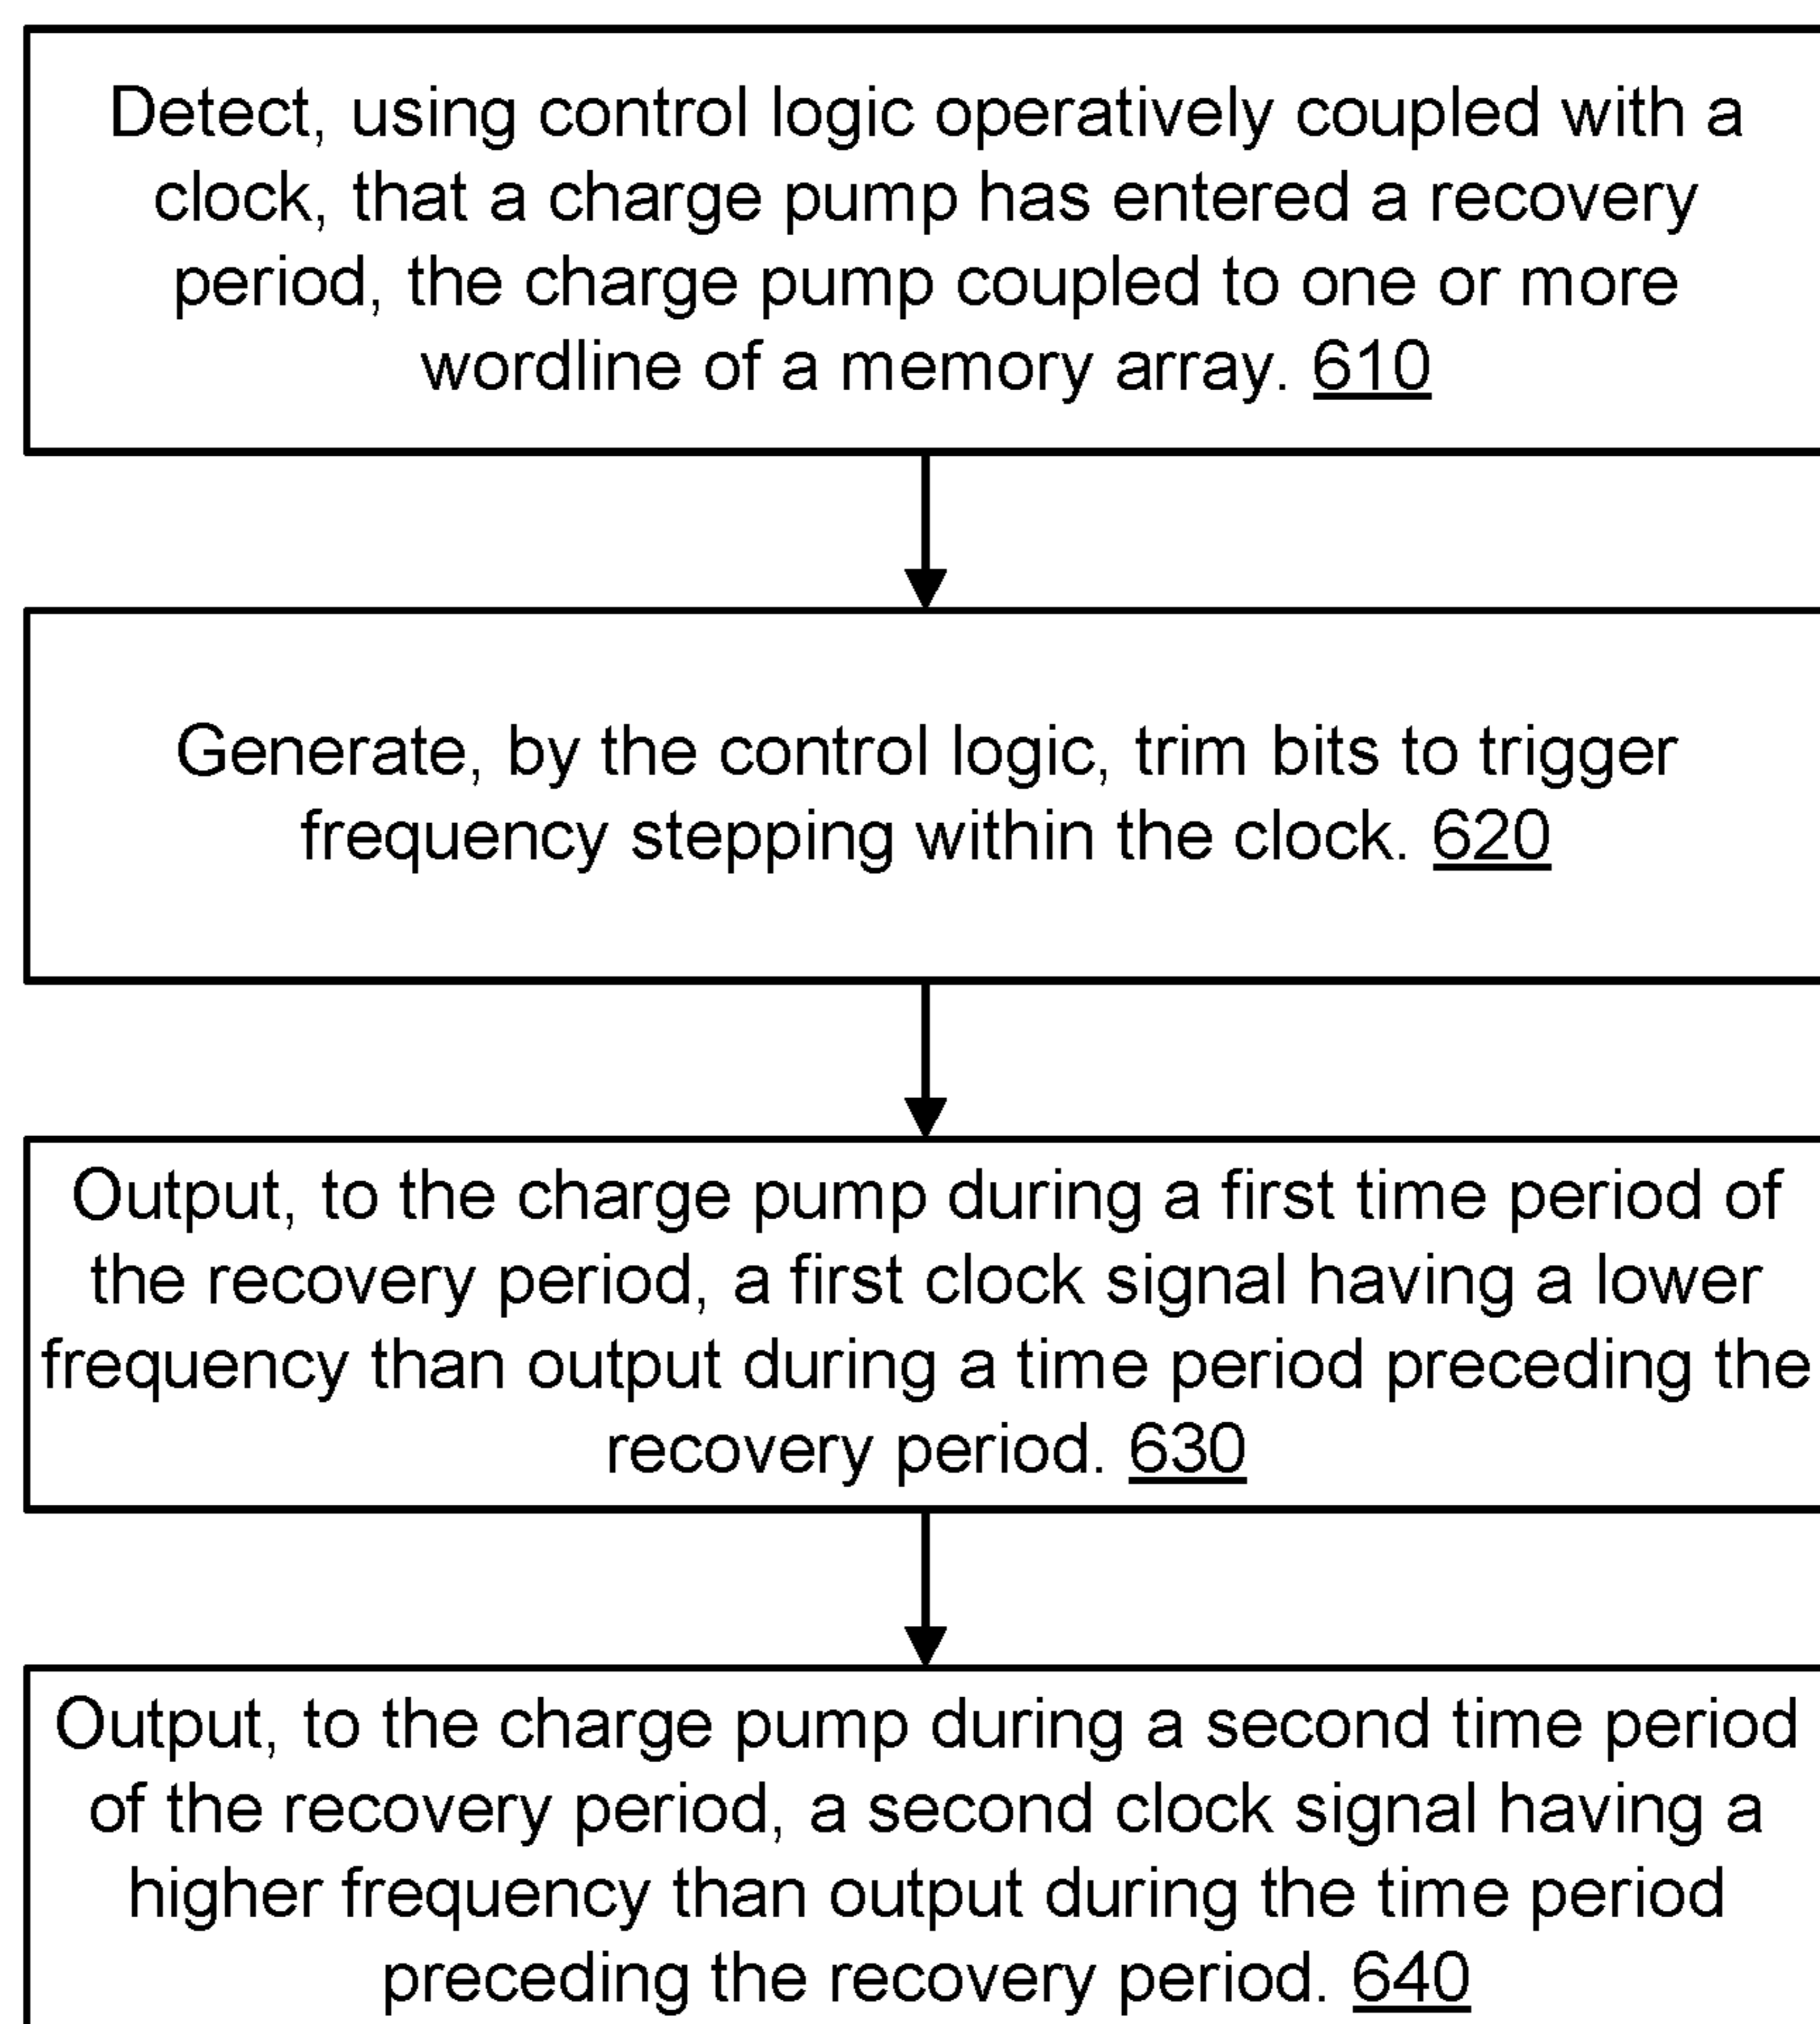 Detect, using control logic operatively coupled with a
clock, that a charge pump has entered a recovery
period, the charge pump coupled to one or more
wordline of a memory array. 610
Generate, by the control logic, trim bits to trigger
frequency stepping within the clock. 620
Output, to the charge pump during a first time period of
the recovery period, a first clock signal having a lower
frequency than output during a time period preceding the
recovery period. 630
Output, to the charge pump during a second time period
of the recovery period, a second clock signal having a
higher frequency than output during the time period
preceding the recovery period. 640